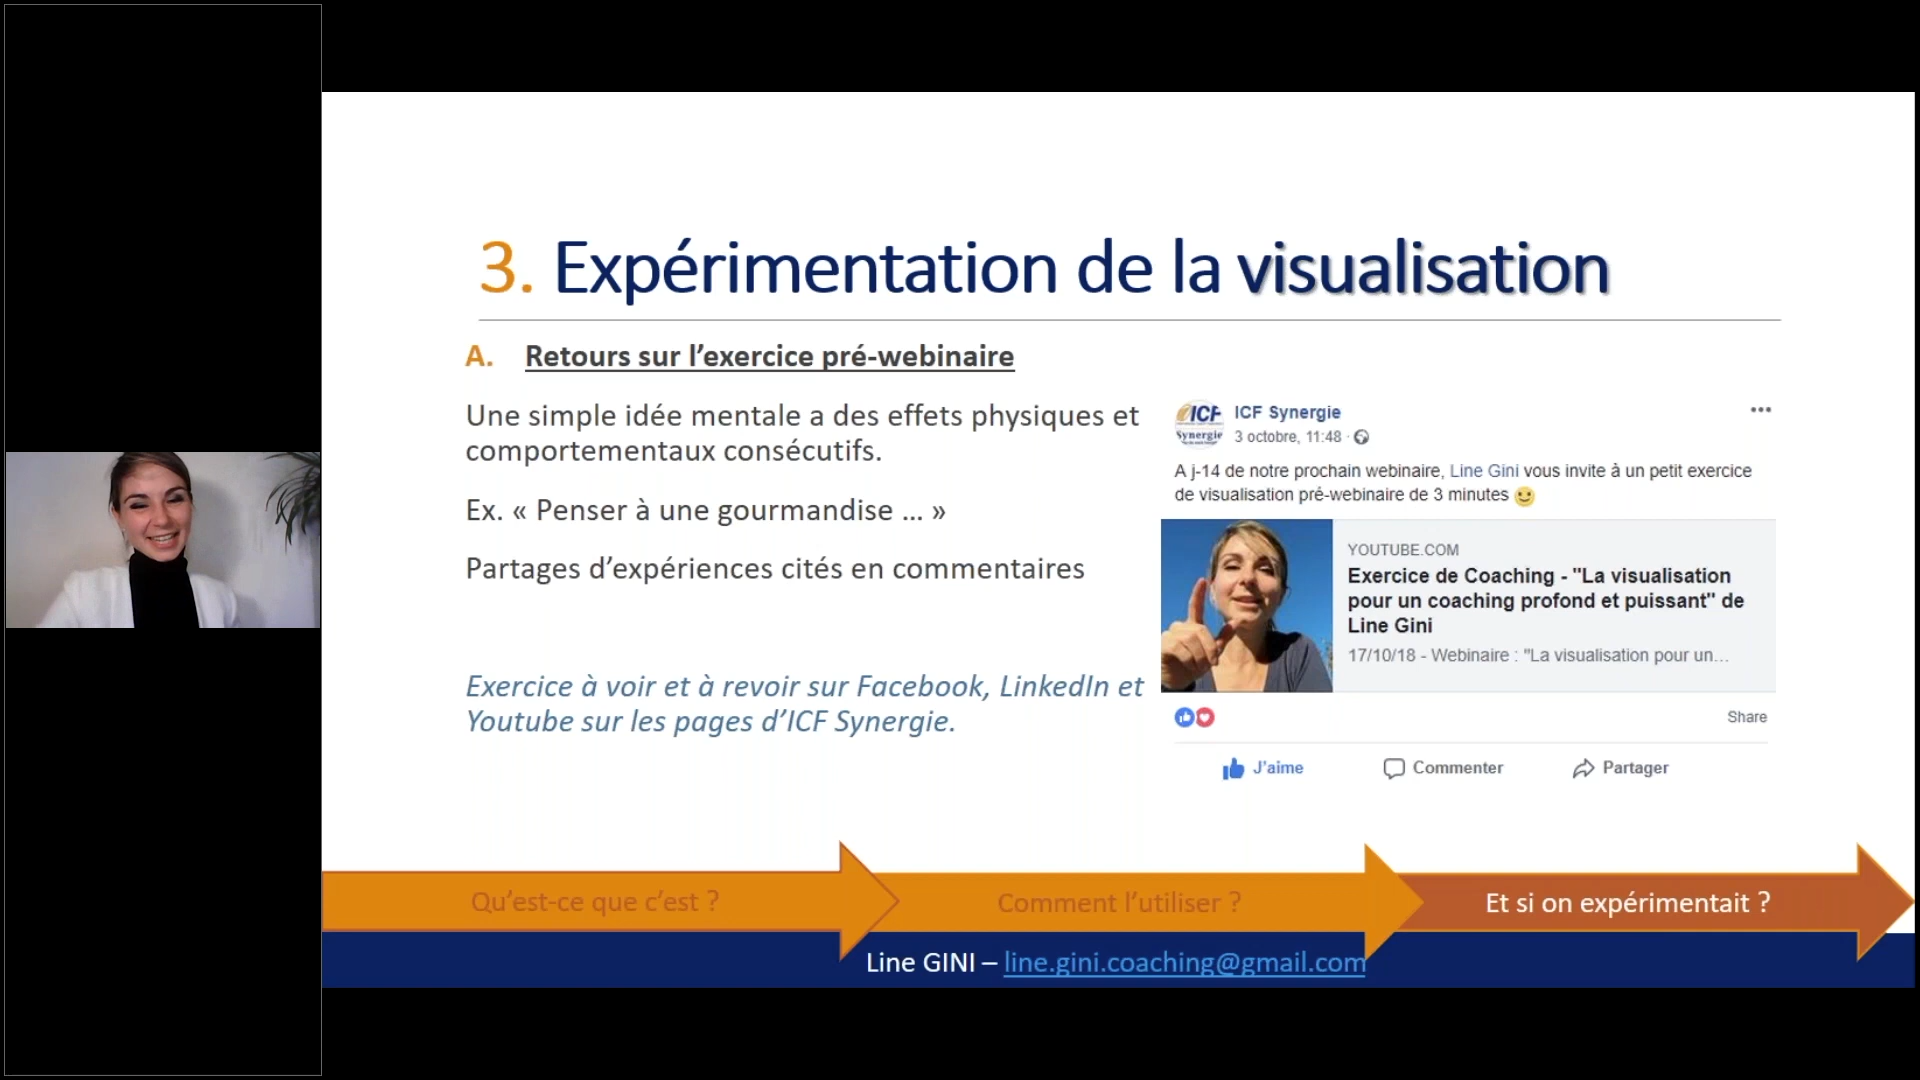 3. Expérimentation de la visualisation
A. Retours sur l’exercice pré-webinaire
Une simple idée mentale a des effets physiques et
comportementaux consécutifs.
Ex. « Penser à une gourmandise ... »
Partages d’expériences cités en commentaires
Exercice à voir et à revoir sur Facebook, LinkedIn et
Youtube sur les pages d’ICF Synergie.
ICF
Synergie
ICF Synergie
3 octobre, 11:48 ·
A j-14 de notre prochain webinaire, Line Gini vous invite à un petit exercice
de visualisation pré-webinaire de 3 minutes
YOUTUBE.COM
Exercice de Coaching - "La visualisation
pour un coaching profond et puissant" de
Line Gini
17/10/18 - Webinaire : "La visualisation pour un...
Share
J'aime Commenter Partager
Qu’est-ce que c’est ? Comment l’utiliser ? Et si on expérimentait ?
Line GINI – line.gini.coaching@gmail.com